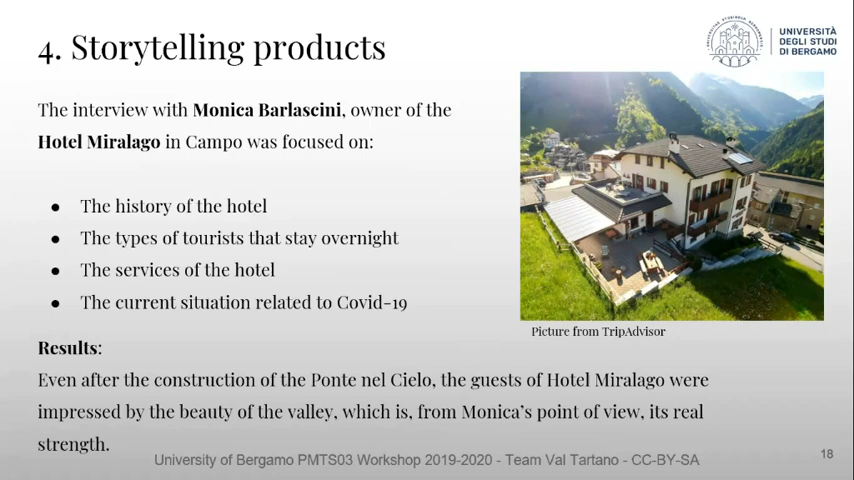 4. Storytelling products
UNIVERSITÀ
DEGLI STUDI
DI BERGAMO
The interview with Monica Barlascini, owner of the
Hotel Miralago in Campo was focused on:
● The history of the hotel
● The types of tourists that stay overnight
● The services of the hotel
● The current situation related to Covid-19
Picture from TripAdvisor
Results:
Even after the construction of the Ponte nel Cielo, the guests of Hotel Miralago were
impressed by the beauty of the valley, which is, from Monica’s point of view, its real
strength.
University of Bergamo PMTS03 Workshop 2019-2020 - Team Val Tartano - CC-BY-SA
18